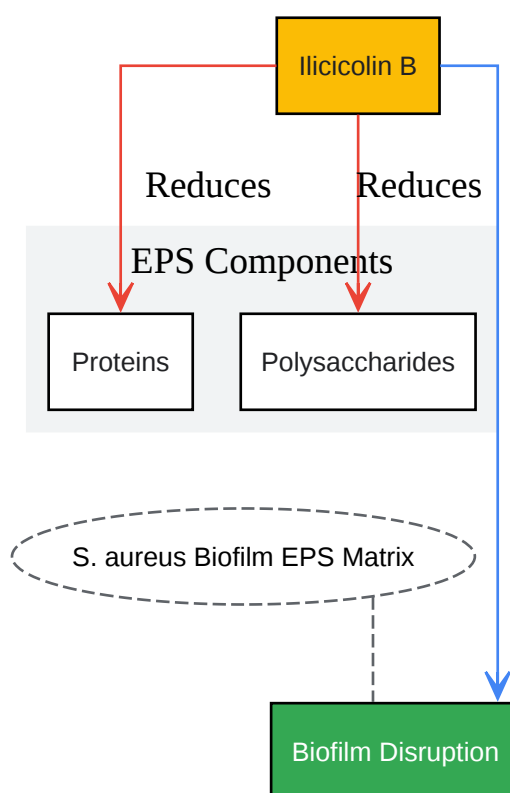 Ilicicolin B
Reduces
Reduces
EPS Components
Proteins
Polysaccharides
S. aureus Biofilm EPS Matrix
Biofilm Disruption